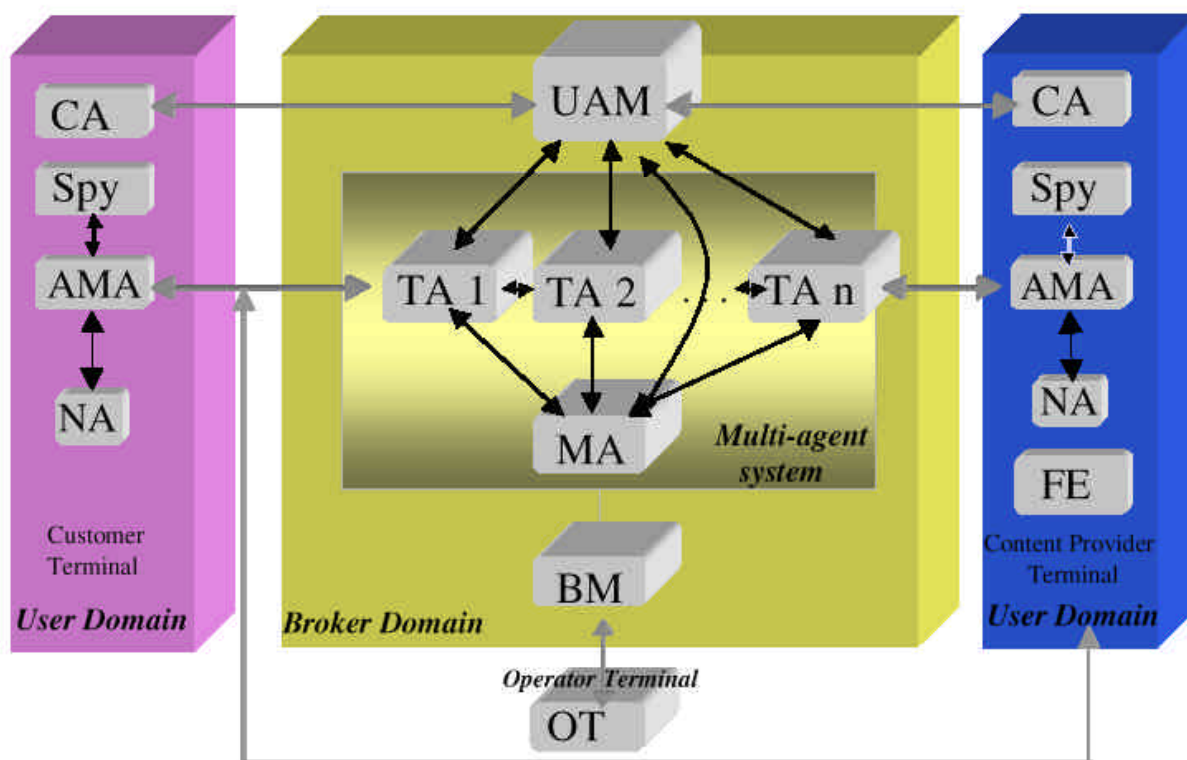 CA
Spy
AMA
NA
Customer
Terminal
User Domain
UAM
TA 1
TA 2
. . .
TA n
MA
Multi-agent
system
BM
Broker Domain
Operator Terminal
OT
CA
Spy
AMA
NA
FE
Content Provider
Terminal
User Domain